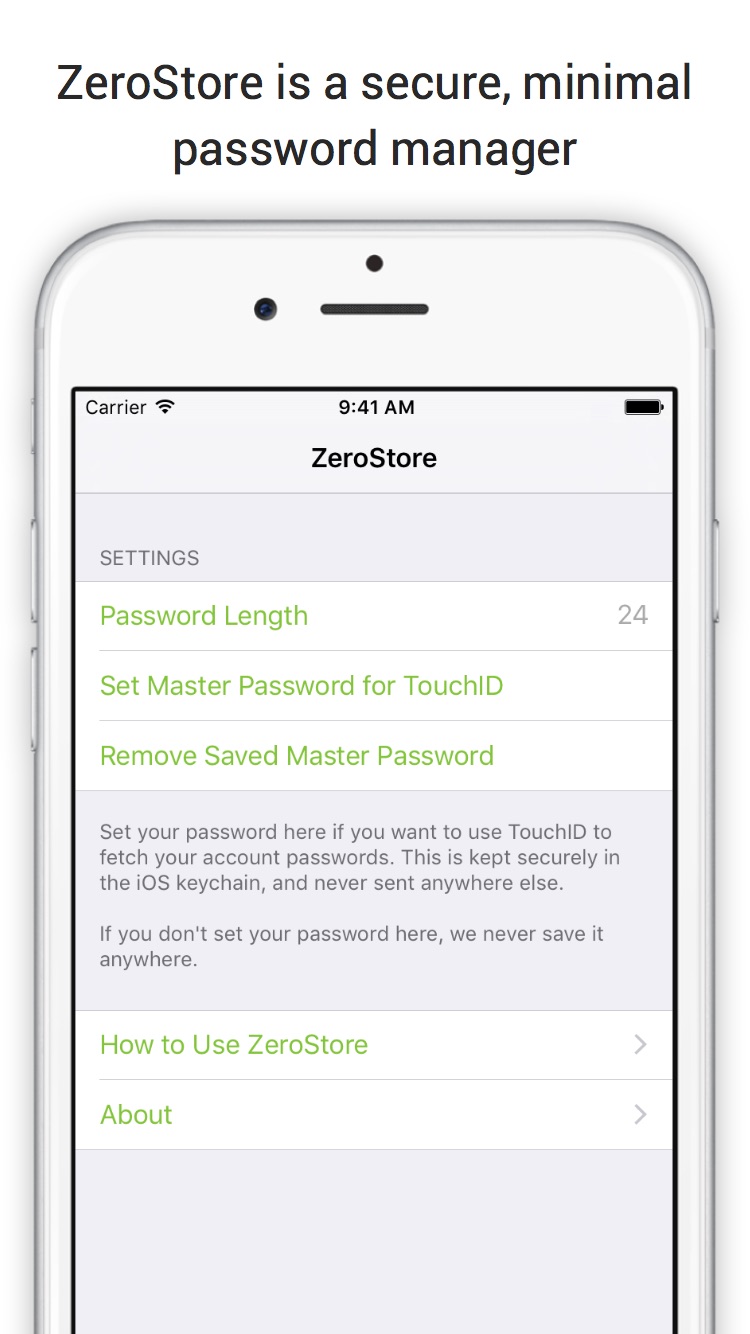 ZeroStore is a secure, minimal
password manager
Carrier 9:41 AM
ZeroStore
SETTINGS
Password Length 24
Set Master Password for TouchID
Remove Saved Master Password
Set your password here if you want to use TouchID to
fetch your account passwords. This is kept securely in
the iOS keychain, and never sent anywhere else.
If you don't set your password here, we never save it
anywhere.
How to Use ZeroStore
About